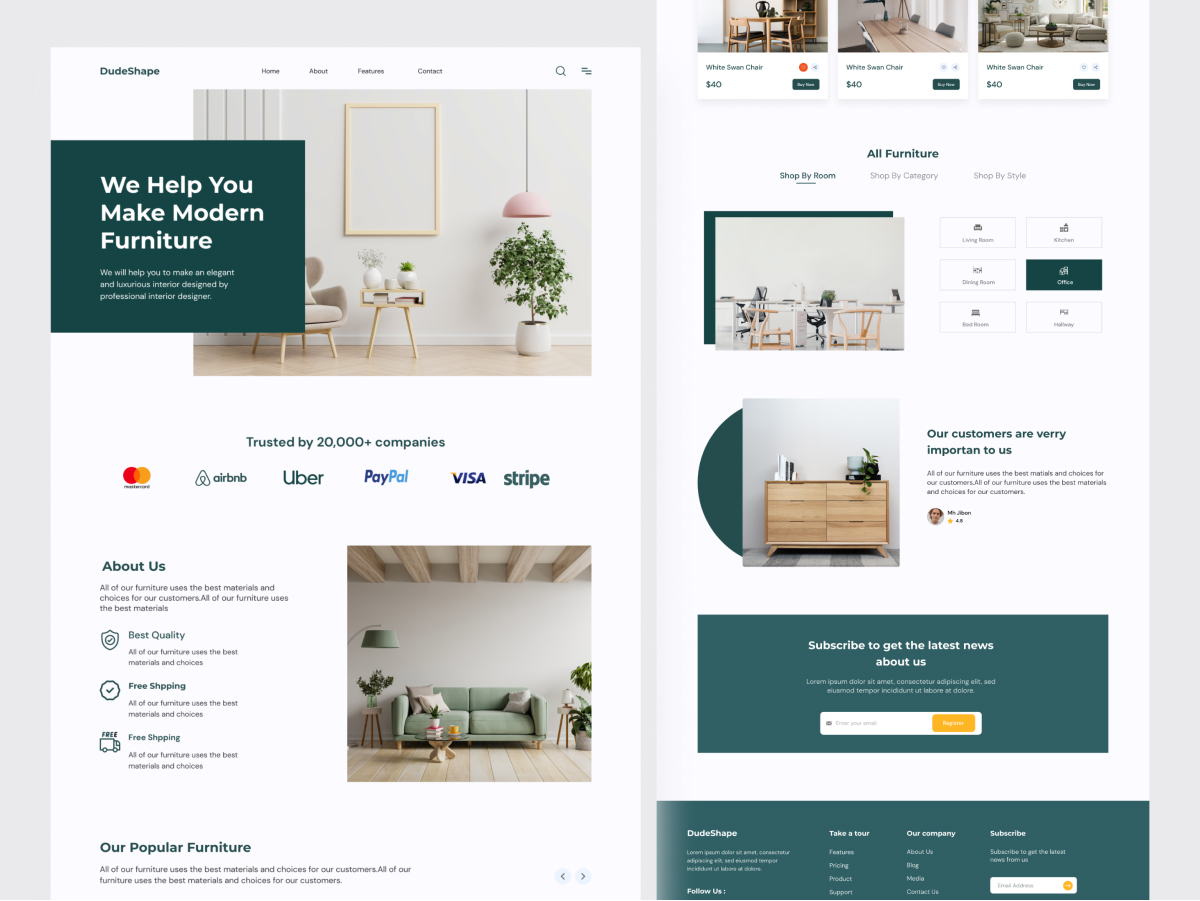 DudeShape
Home
About
Features
Contact
We Help You
Make Modern
Furniture
We will help you to make an elegant
and luxurious interior designed by
professional interior designer.
Trusted by 20,000+ companies
mastercard
airbnb
Uber
PayPal
VISA
stripe
About Us
All of our furniture uses the best materials and
choices for our customers.All of our furniture uses
the best materials
Best Quality
All of our furniture uses the best
materials and choices
Free Shpping
All of our furniture uses the best
materials and choices
FREE
Free Shpping
All of our furniture uses the best
materials and choices
Our Popular Furniture
All of our furniture uses the best materials and choices for our customers.All of our
furniture uses the best materials and choices for our customers.
White Swan Chair
$40
Buy Now
White Swan Chair
$40
Buy Now
White Swan Chair
$40
Buy Now
All Furniture
Shop By Room
Shop By Category
Shop By Style
Living Room
Kitchen
Dining Room
Office
Bad Room
Hallway
Our customers are verry
importan to us
All of our furniture uses the best matials and choices for
our customers.All of our furniture uses the best materials
and choices for our customers.
Mh Jibon
4.8
Subscribe to get the latest news
about us
Lorem ipsum dolor sit amet, consectetur adipiscing elit, sed
eiusmod tempor incididunt ut labore at dolore.
Enter your email
Register
DudeShape
Lorem ipsum dolor sit amet, consectetur
adipiscing elit, sed eiusmod tempor
incididunt ut labore at dolore.
Follow Us :
Take a tour
Features
Pricing
Product
Support
Our company
About Us
Blog
Media
Contact Us
Subscribe
Subscribe to get the latest
news from us
Email Address